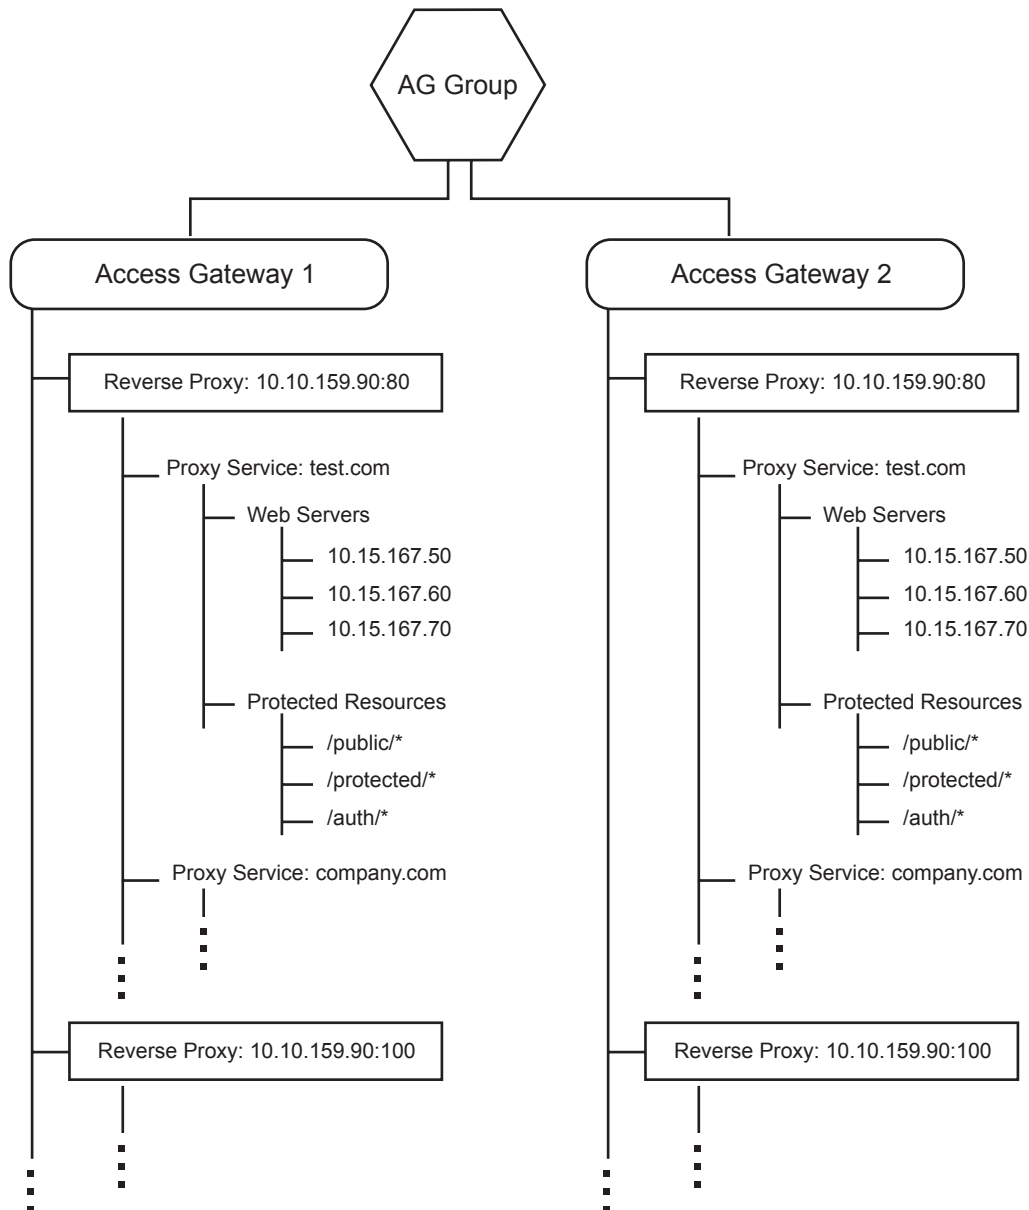 AG Group
Access Gateway 1
Reverse Proxy: 10.10.159.90:80
Proxy Service: test.com
Web Servers
10.15.167.50
10.15.167.60
10.15.167.70
Protected Resources
/public/*
/protected/*
/auth/*
Proxy Service: company.com
Reverse Proxy: 10.10.159.90:100
Access Gateway 2
Reverse Proxy: 10.10.159.90:80
Proxy Service: test.com
Web Servers
10.15.167.50
10.15.167.60
10.15.167.70
Protected Resources
/public/*
/protected/*
/auth/*
Proxy Service: company.com
Reverse Proxy: 10.10.159.90:100